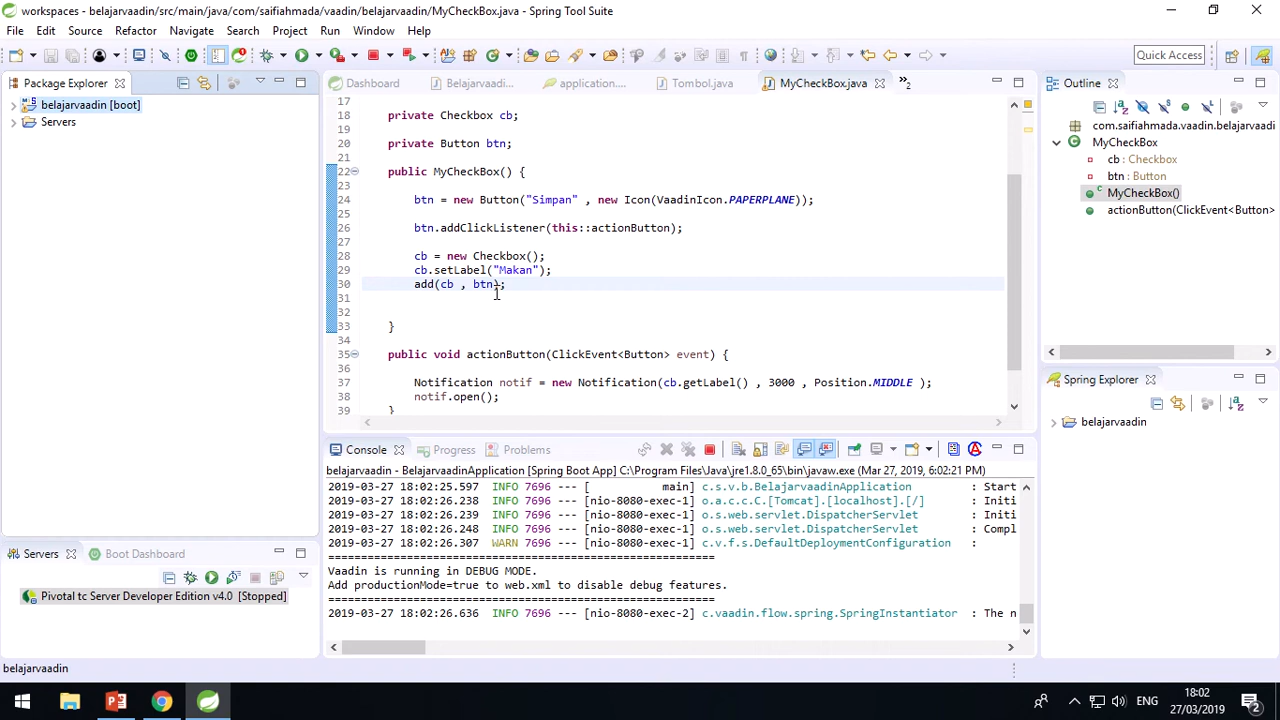 workspaces - belajarvaadin/src/main/java/com/saifiahmada/vaadin/belajarvaadin/MyCheckBox.java - Spring Tool Suite
File Edit Source Refactor Navigate Search Project Run Window Help
Quick Access
Package Explorer
belajarvaadin [boot]
Servers
Dashboard Belajarvaadi... application.... Tombol.java MyCheckBox.java »2
17
18 private Checkbox cb;
19
20 private Button btn;
21
22 public MyCheckBox() {
23
24 btn = new Button("Simpan" , new Icon(VaadinIcon.PAPERPLANE));
25
26 btn.addClickListener(this::actionButton);
27
28 cb = new Checkbox();
29 cb.setLabel("Makan");
30 add(cb , btn);
31
32
33 }
34
35 public void actionButton(ClickEvent<Button> event) {
36
37 Notification notif = new Notification(cb.getLabel() , 3000 , Position.MIDDLE );
38 notif.open();
39 }
Outline
com.saifiahmada.vaadin.belajarvaadi
MyCheckBox
cb : Checkbox
btn : Button
MyCheckBox()
actionButton(ClickEvent<Button>
Spring Explorer
belajarvaadin
Console Progress Problems
belajarvaadin - BelajarvaadinApplication [Spring Boot App] C:\Program Files\Java\jre1.8.0_65\bin\javaw.exe (Mar 27, 2019, 6:02:21 PM)
2019-03-27 18:02:25.597 INFO 7696 --- [ main] c.s.v.b.BelajarvaadinApplication : Start
2019-03-27 18:02:26.238 INFO 7696 --- [nio-8080-exec-1] o.a.c.c.C.[Tomcat].[localhost].[/] : Initi
2019-03-27 18:02:26.239 INFO 7696 --- [nio-8080-exec-1] o.s.web.servlet.DispatcherServlet : Initi
2019-03-27 18:02:26.248 INFO 7696 --- [nio-8080-exec-1] o.s.web.servlet.DispatcherServlet : Compl
2019-03-27 18:02:26.307 WARN 7696 --- [nio-8080-exec-1] c.v.f.s.DefaultDeploymentConfiguration :
====================================================================
Vaadin is running in DEBUG MODE.
Add productionMode=true to web.xml to disable debug features.
====================================================================
2019-03-27 18:02:26.636 INFO 7696 --- [nio-8080-exec-2] c.vaadin.flow.spring.SpringInstantiator : The n
Servers Boot Dashboard
Pivotal tc Server Developer Edition v4.0 [Stopped]
belajarvaadin
ENG
18:02
27/03/2019
2